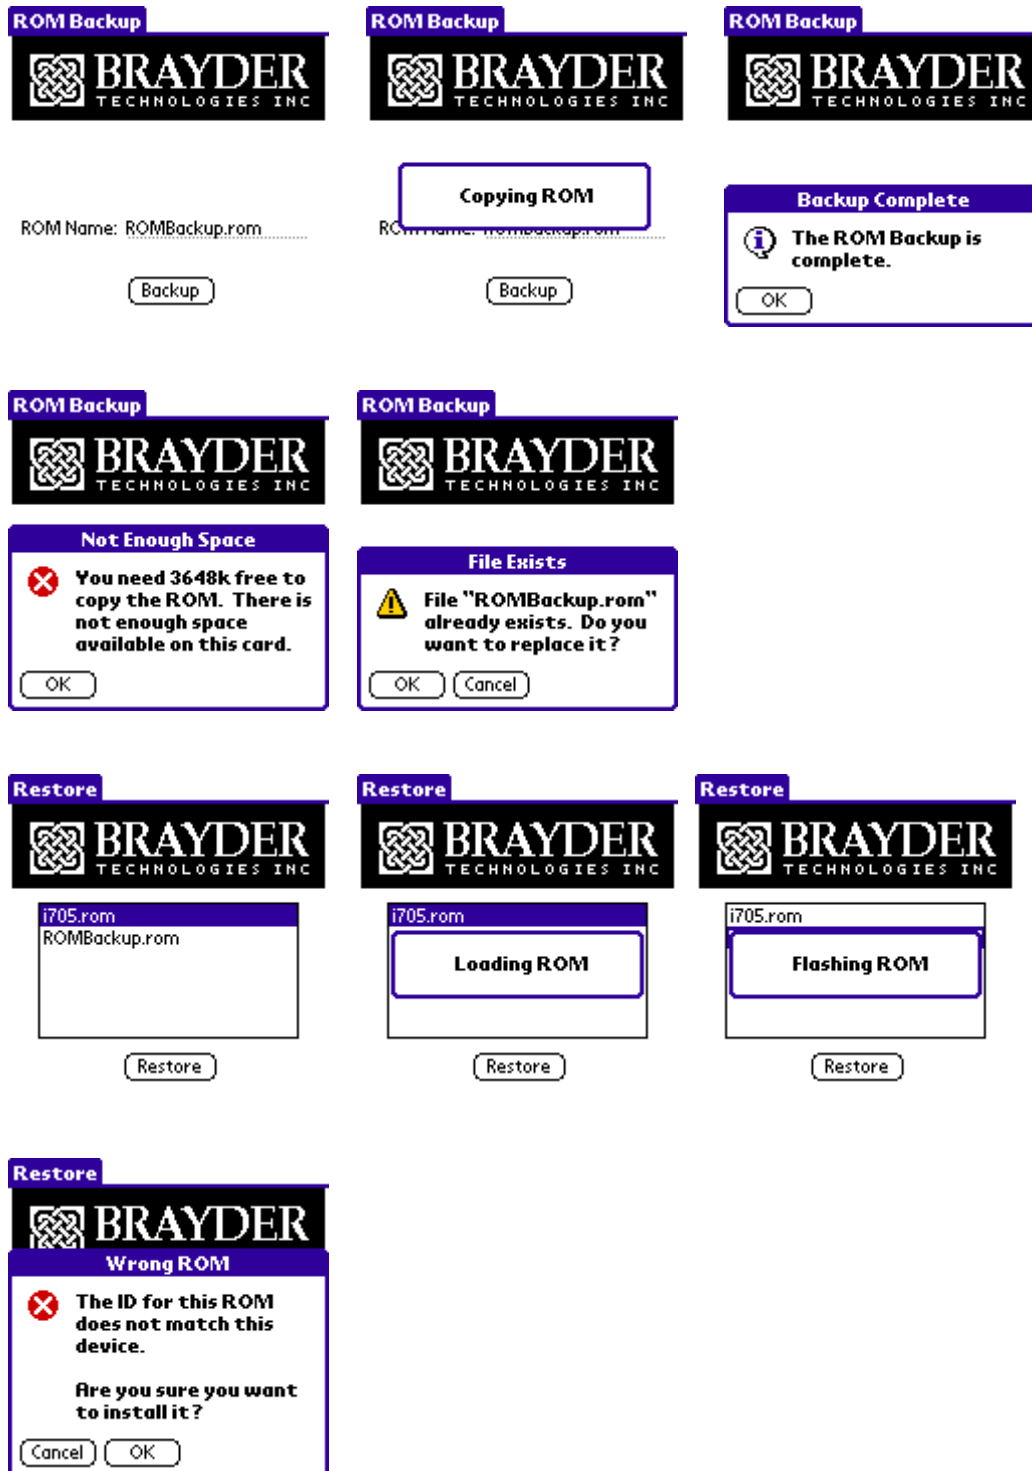 ROM Backup
BRAYDER
TECHNOLOGIES INC
ROM Name: ROMBackup.rom
Backup
ROM Backup
BRAYDER
TECHNOLOGIES INC
Copying ROM
Backup
ROM Backup
BRAYDER
TECHNOLOGIES INC
Backup Complete
The ROM Backup is
complete.
OK
ROM Backup
BRAYDER
TECHNOLOGIES INC
Not Enough Space
You need 3648k free to
copy the ROM. There is
not enough space
available on this card.
OK
ROM Backup
BRAYDER
TECHNOLOGIES INC
File Exists
File "ROMBackup.rom"
already exists. Do you
want to replace it?
OK Cancel
Restore
BRAYDER
TECHNOLOGIES INC
i705.rom
ROMBackup.rom
Restore
Restore
BRAYDER
TECHNOLOGIES INC
i705.rom
Loading ROM
Restore
Restore
BRAYDER
TECHNOLOGIES INC
i705.rom
Flashing ROM
Restore
Restore
BRAYDER
Wrong ROM
The ID for this ROM
does not match this
device.
Are you sure you want
to install it?
Cancel OK